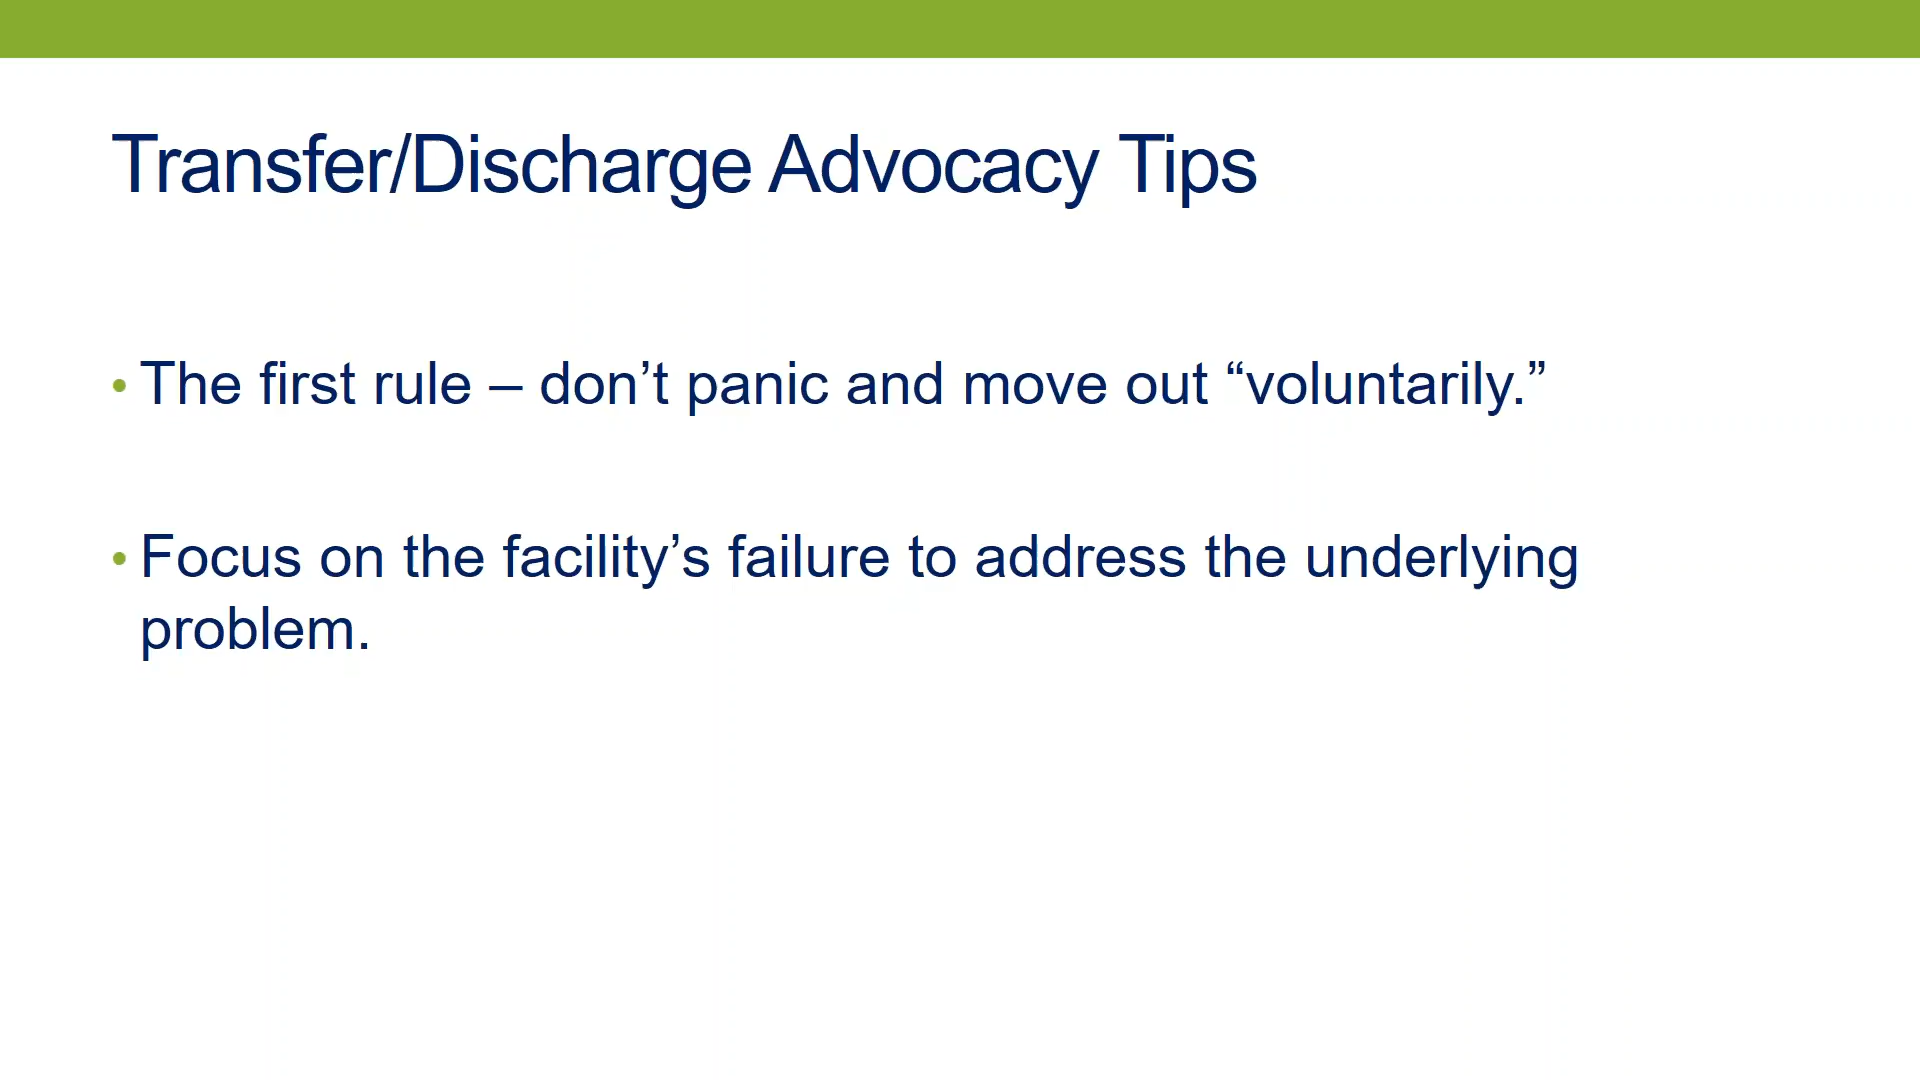 Transfer/Discharge Advocacy Tips
• The first rule – don’t panic and move out “voluntarily.”
• Focus on the facility’s failure to address the underlying
problem.